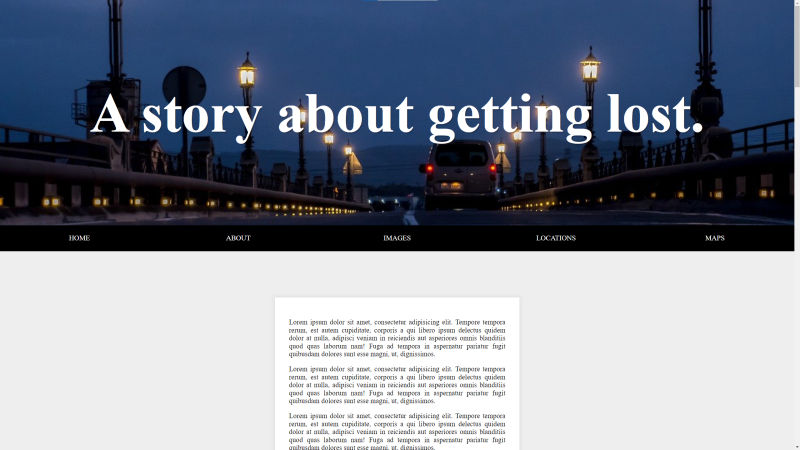 A story about getting lost.
HOME ABOUT IMAGES LOCATIONS MAPS
Lorem ipsum dolor sit amet, consectetur adipisicing elit. Tempore tempora
rerum, est autem cupiditate, corporis a qui libero ipsum delectus quidem
dolor at nulla, adipisci veniam in reiciendis aut asperiores omnis blanditiis
quod quas laborum nam! Fuga ad tempora in aspernatur pariatur fugit
quibusdam dolores sunt esse magni, ut, dignissimos.
Lorem ipsum dolor sit amet, consectetur adipisicing elit. Tempore tempora
rerum, est autem cupiditate, corporis a qui libero ipsum delectus quidem
dolor at nulla, adipisci veniam in reiciendis aut asperiores omnis blanditiis
quod quas laborum nam! Fuga ad tempora in aspernatur pariatur fugit
quibusdam dolores sunt esse magni, ut, dignissimos.
Lorem ipsum dolor sit amet, consectetur adipisicing elit. Tempore tempora
rerum, est autem cupiditate, corporis a qui libero ipsum delectus quidem
dolor at nulla, adipisci veniam in reiciendis aut asperiores omnis blanditiis
quod quas laborum nam! Fuga ad tempora in aspernatur pariatur fugit